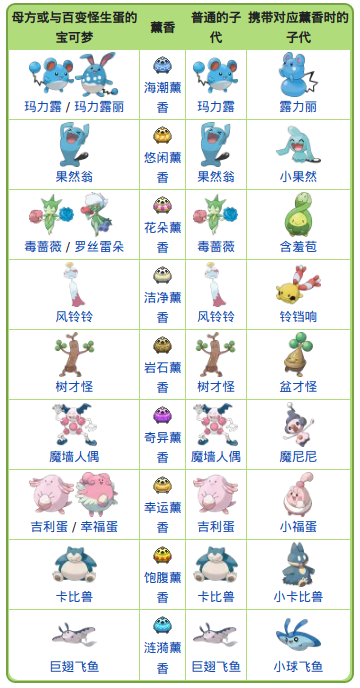 母方或与百变怪生蛋的宝可梦
薰香
普通的子代
携带对应薰香时的子代
玛力露 / 玛力露丽
海潮薰香
玛力露
露力丽
果然翁
悠闲薰香
果然翁
小果然
毒蔷薇 / 罗丝雷朵
花朵薰香
毒蔷薇
含羞苞
风铃铃
洁净薰香
风铃铃
铃铛响
树才怪
岩石薰香
树才怪
盆才怪
魔墙人偶
奇异薰香
魔墙人偶
魔尼尼
吉利蛋 / 幸福蛋
幸运薰香
吉利蛋
小福蛋
卡比兽
饱腹薰香
卡比兽
小卡比兽
巨翅飞鱼
涟漪薰香
巨翅飞鱼
小球飞鱼